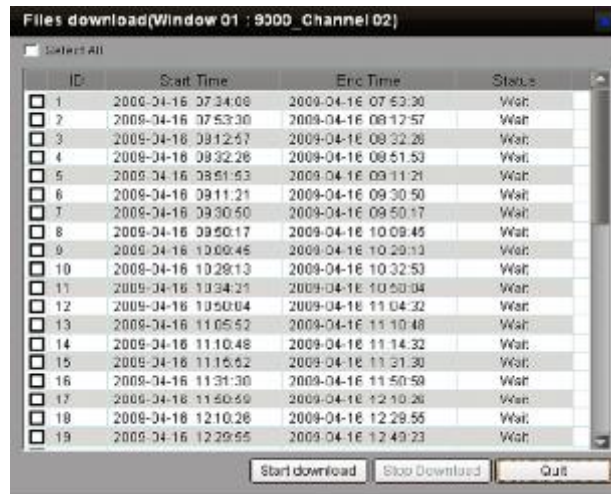 Files download(Window 01 : 9000_Channel 02)
Select All
ID Start Time End Time Status
1 2009-04-16 07:34:08 2009-04-16 07:53:30 Wait
2 2009-04-16 07:53:30 2009-04-16 08:12:57 Wait
3 2009-04-16 08:12:57 2009-04-16 08:32:26 Wait
4 2009-04-16 08:32:26 2009-04-16 08:51:53 Wait
5 2009-04-16 08:51:53 2009-04-16 09:11:21 Wait
6 2009-04-16 09:11:21 2009-04-16 09:30:50 Wait
7 2009-04-16 09:30:50 2009-04-16 09:50:17 Wait
8 2009-04-16 09:50:17 2009-04-16 10:09:45 Wait
9 2009-04-16 10:09:45 2009-04-16 10:29:13 Wait
10 2009-04-16 10:29:13 2009-04-16 10:32:53 Wait
11 2009-04-16 10:34:21 2009-04-16 10:50:04 Wait
12 2009-04-16 10:50:04 2009-04-16 11:04:32 Wait
13 2009-04-16 11:05:52 2009-04-16 11:10:48 Wait
14 2009-04-16 11:10:48 2009-04-16 11:14:32 Wait
15 2009-04-16 11:15:52 2009-04-16 11:31:30 Wait
16 2009-04-16 11:31:30 2009-04-16 11:50:59 Wait
17 2009-04-16 11:50:59 2009-04-16 12:10:26 Wait
18 2009-04-16 12:10:26 2009-04-16 12:29:55 Wait
19 2009-04-16 12:29:55 2009-04-16 12:49:23 Wait
Start download Stop Download Quit